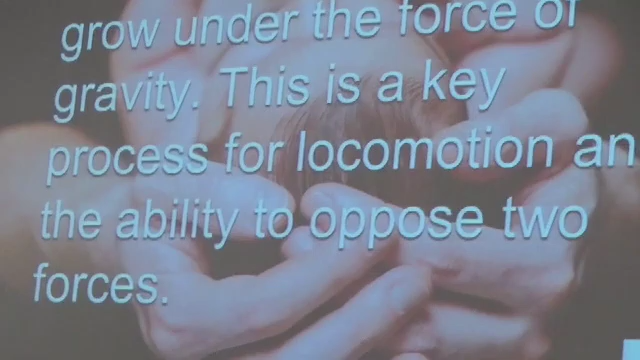 grow under the force of
gravity. This is a key
process for locomotion an
the ability to oppose two
forces.